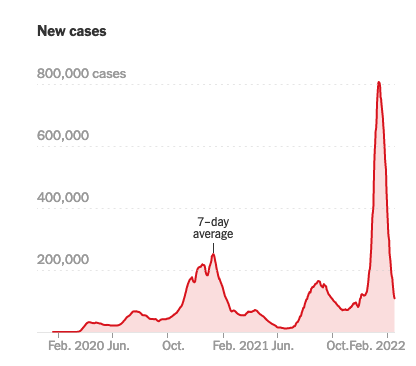 New cases
800,000 cases
600,000
400,000
7–day
average
200,000
Feb. 2020 Jun. Oct. Feb. 2021 Jun. Oct. Feb. 2022